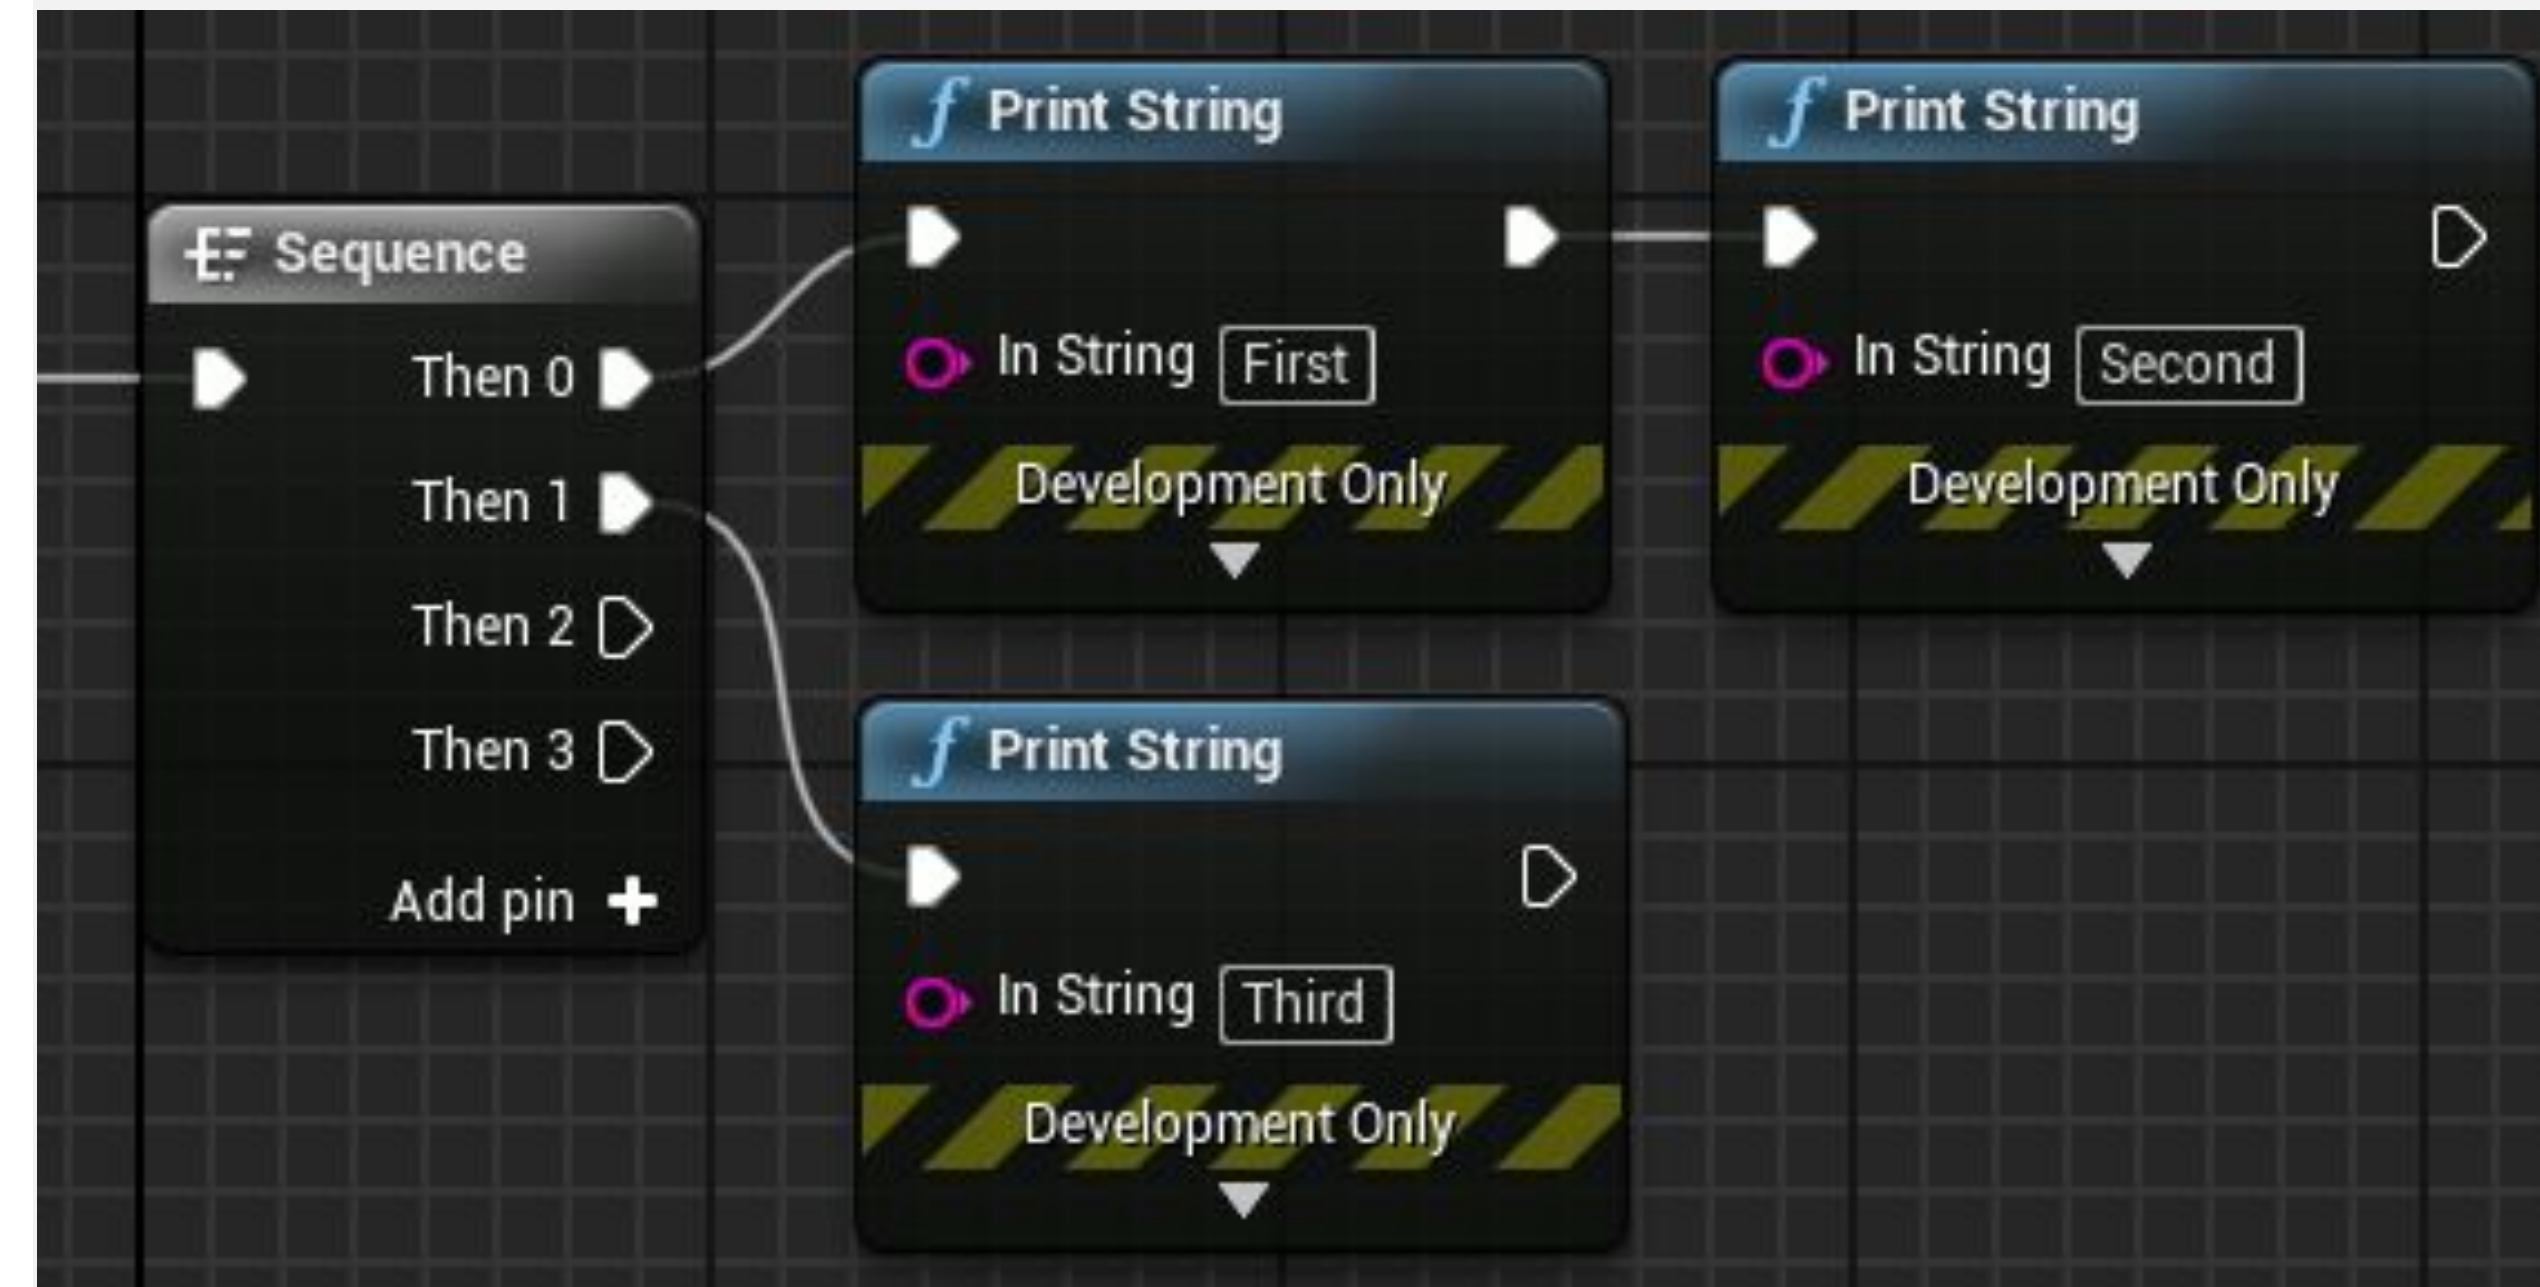 Sequence
Then 0
Then 1
Then 2
Then 3
Add pin
Print String
In String First
Development Only
Print String
In String Second
Development Only
Print String
In String Third
Development Only